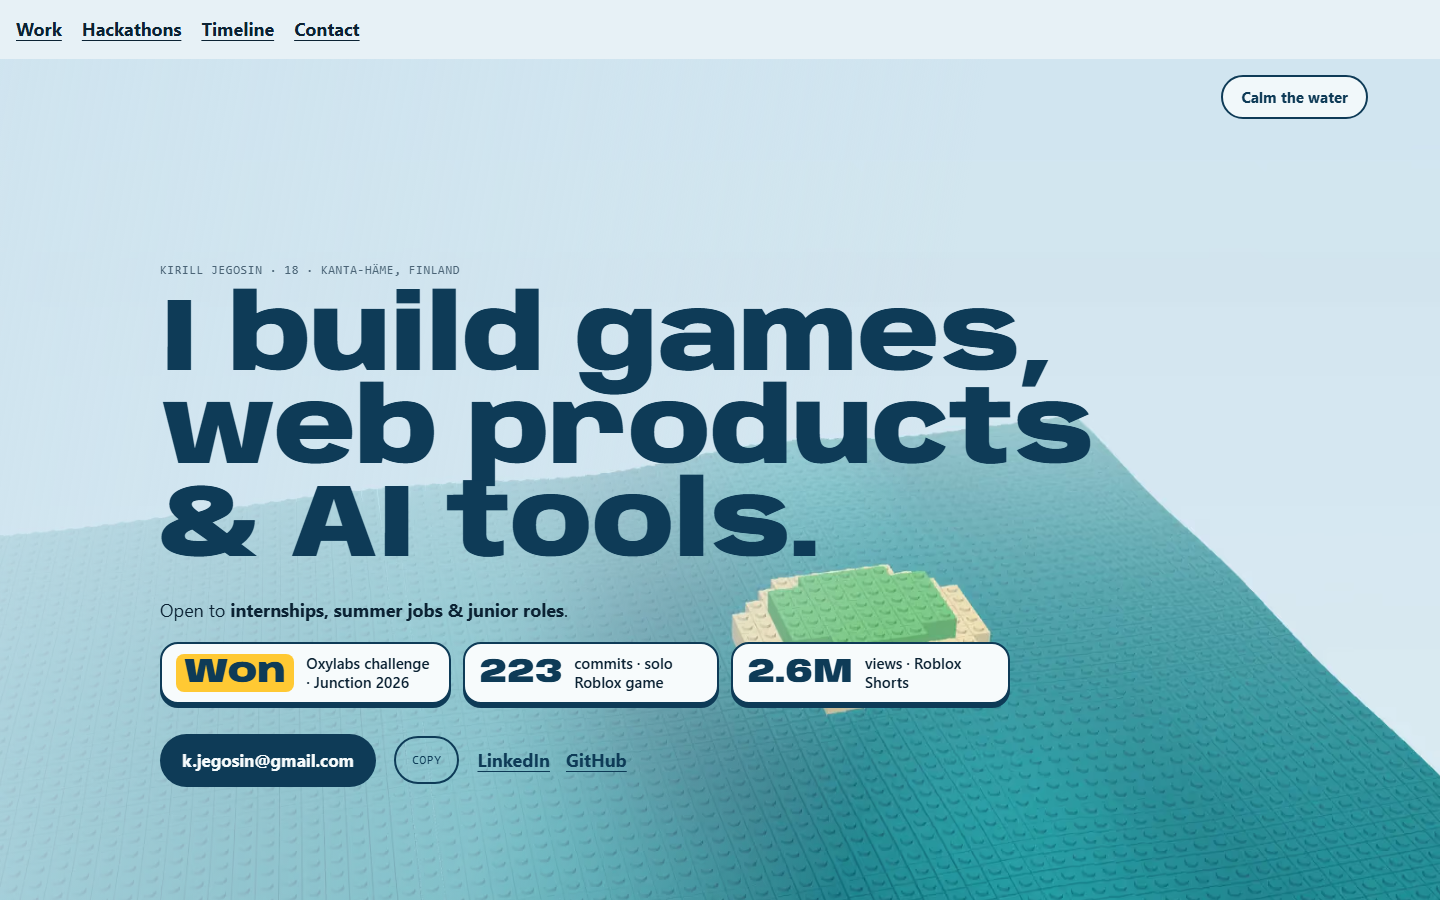 Work Hackathons Timeline Contact
Calm the water
KIRILL JEGOSIN · 18 · KANTA-HÄME, FINLAND
I build games,
web products
& AI tools.
Open to internships, summer jobs & junior roles.
Won Oxylabs challenge
· Junction 2026
223 commits · solo
Roblox game
2.6M views · Roblox
Shorts
k.jegosin@gmail.com COPY LinkedIn GitHub